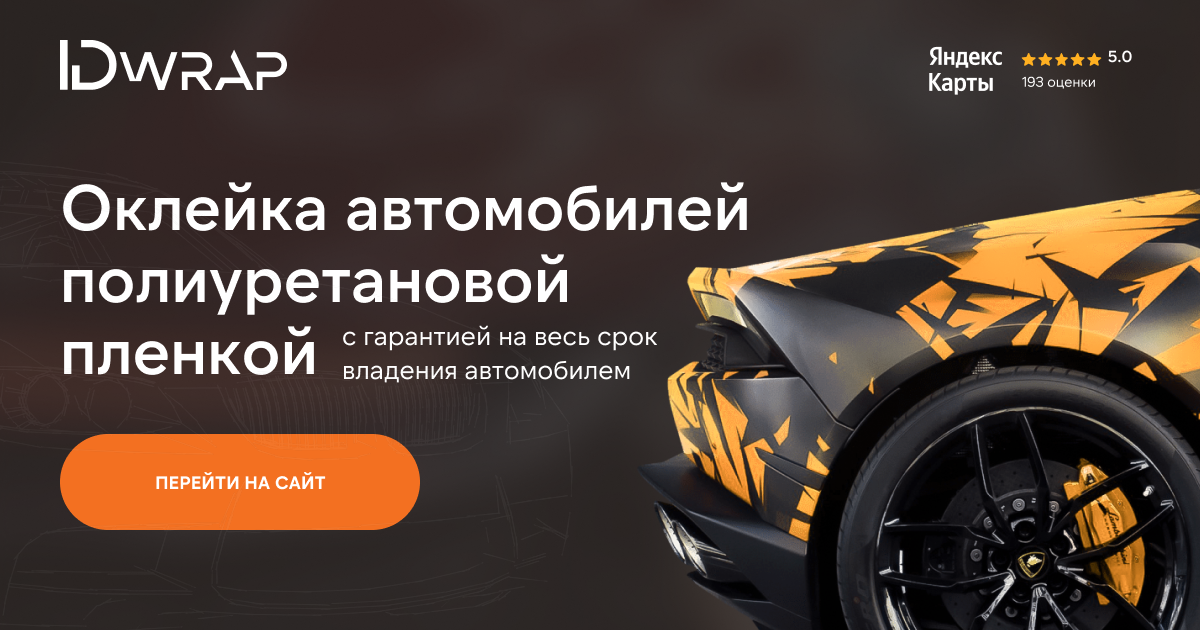 IDWRAP
Яндекс
Карты
5.0
193 оценки
Оклейка автомобилей
полиуретановой
пленкой
с гарантией на весь срок
владения автомобилем
ПЕРЕЙТИ НА САЙТ
Lamborghini